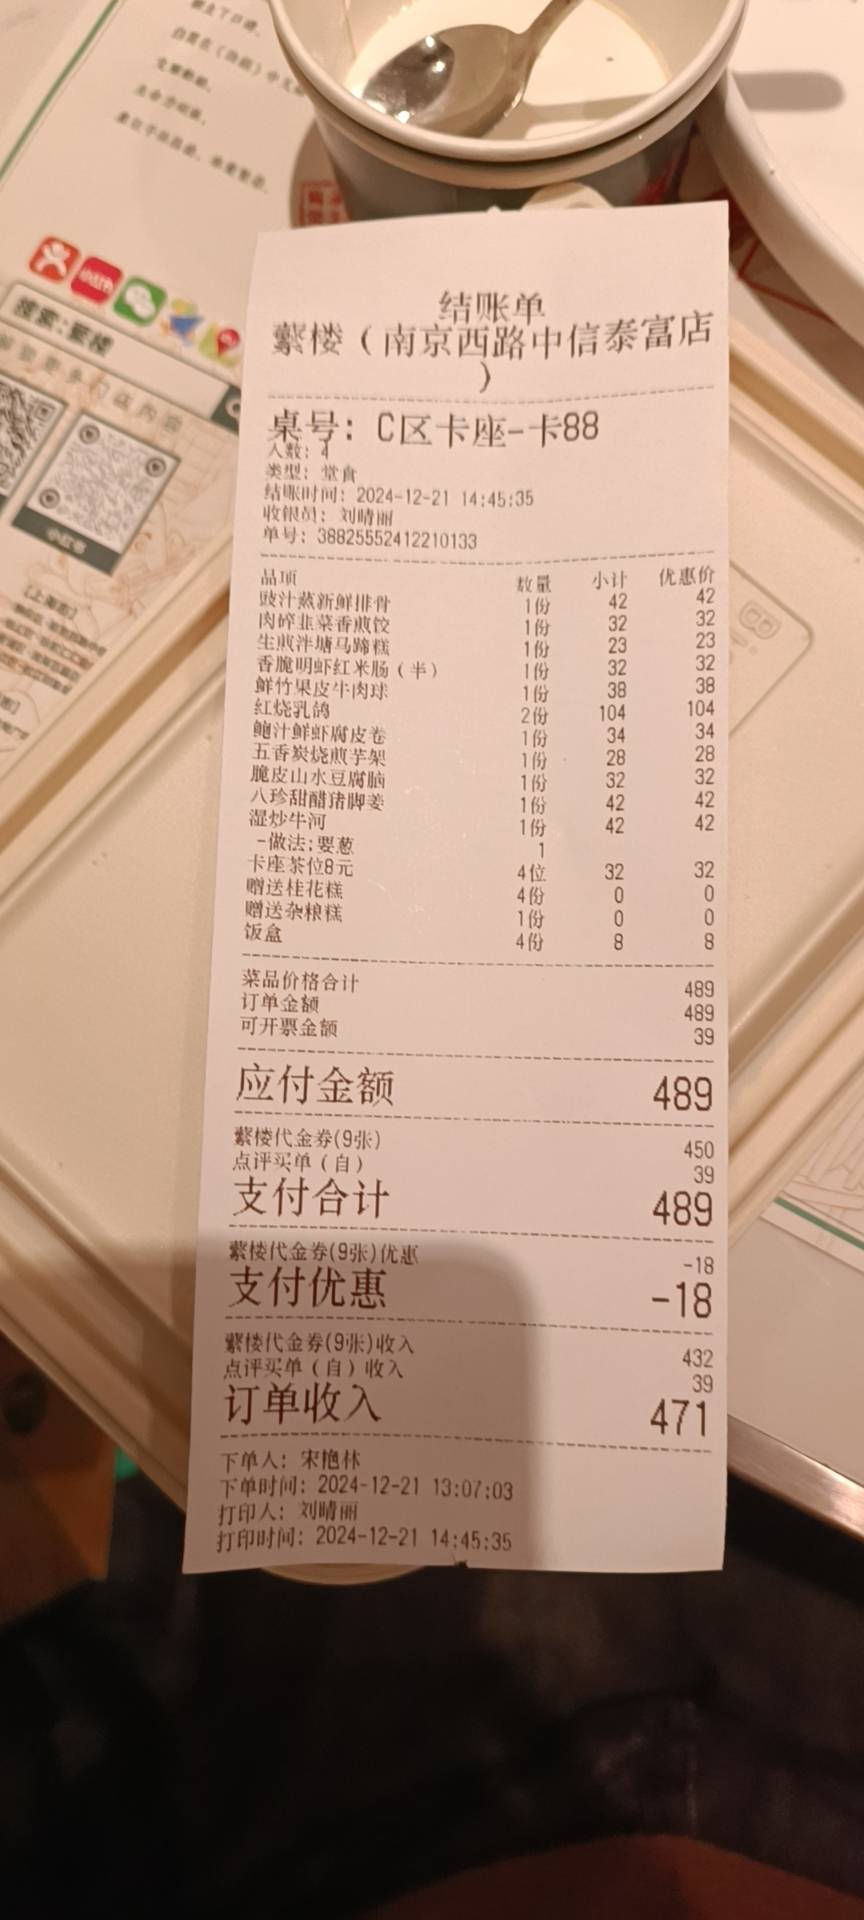 小红书
搜索:蘩楼
小红书
结账单
蘩楼（南京西路中信泰富店
）
桌号: C区卡座-卡88
人数: 4
类型: 堂食
结账时间: 2024-12-21 14:45:35
收银员: 刘晴丽
单号: 38825552412210133
品项 数量 小计 优惠价
豉汁蒸新鲜排骨 1份 42 42
肉碎韭菜香煎饺 1份 32 32
生煎泮塘马蹄糕 1份 23 23
香脆明虾红米肠（半） 1份 32 32
鲜竹果皮牛肉球 1份 38 38
红烧乳鸽 2份 104 104
鲍汁鲜虾腐皮卷 1份 34 34
五香炭烧煎芋架 1份 28 28
脆皮山水豆腐脑 1份 32 32
八珍甜醋猪脚姜 1份 42 42
湿炒牛河 1份 42 42
-做法:要葱 1
卡座茶位8元 4位 32 32
赠送桂花糕 4份 0 0
赠送杂粮糕 1份 0 0
饭盒 4份 8 8
菜品价格合计 489
订单金额 489
可开票金额 39
应付金额 489
蘩楼代金券(9张) 450
点评买单（自） 39
支付合计 489
蘩楼代金券(9张)优惠 -18
支付优惠 -18
蘩楼代金券(9张)收入 432
点评买单（自）收入 39
订单收入 471
下单人: 宋艳林
下单时间: 2024-12-21 13:07:03
打印人: 刘晴丽
打印时间: 2024-12-21 14:45:35